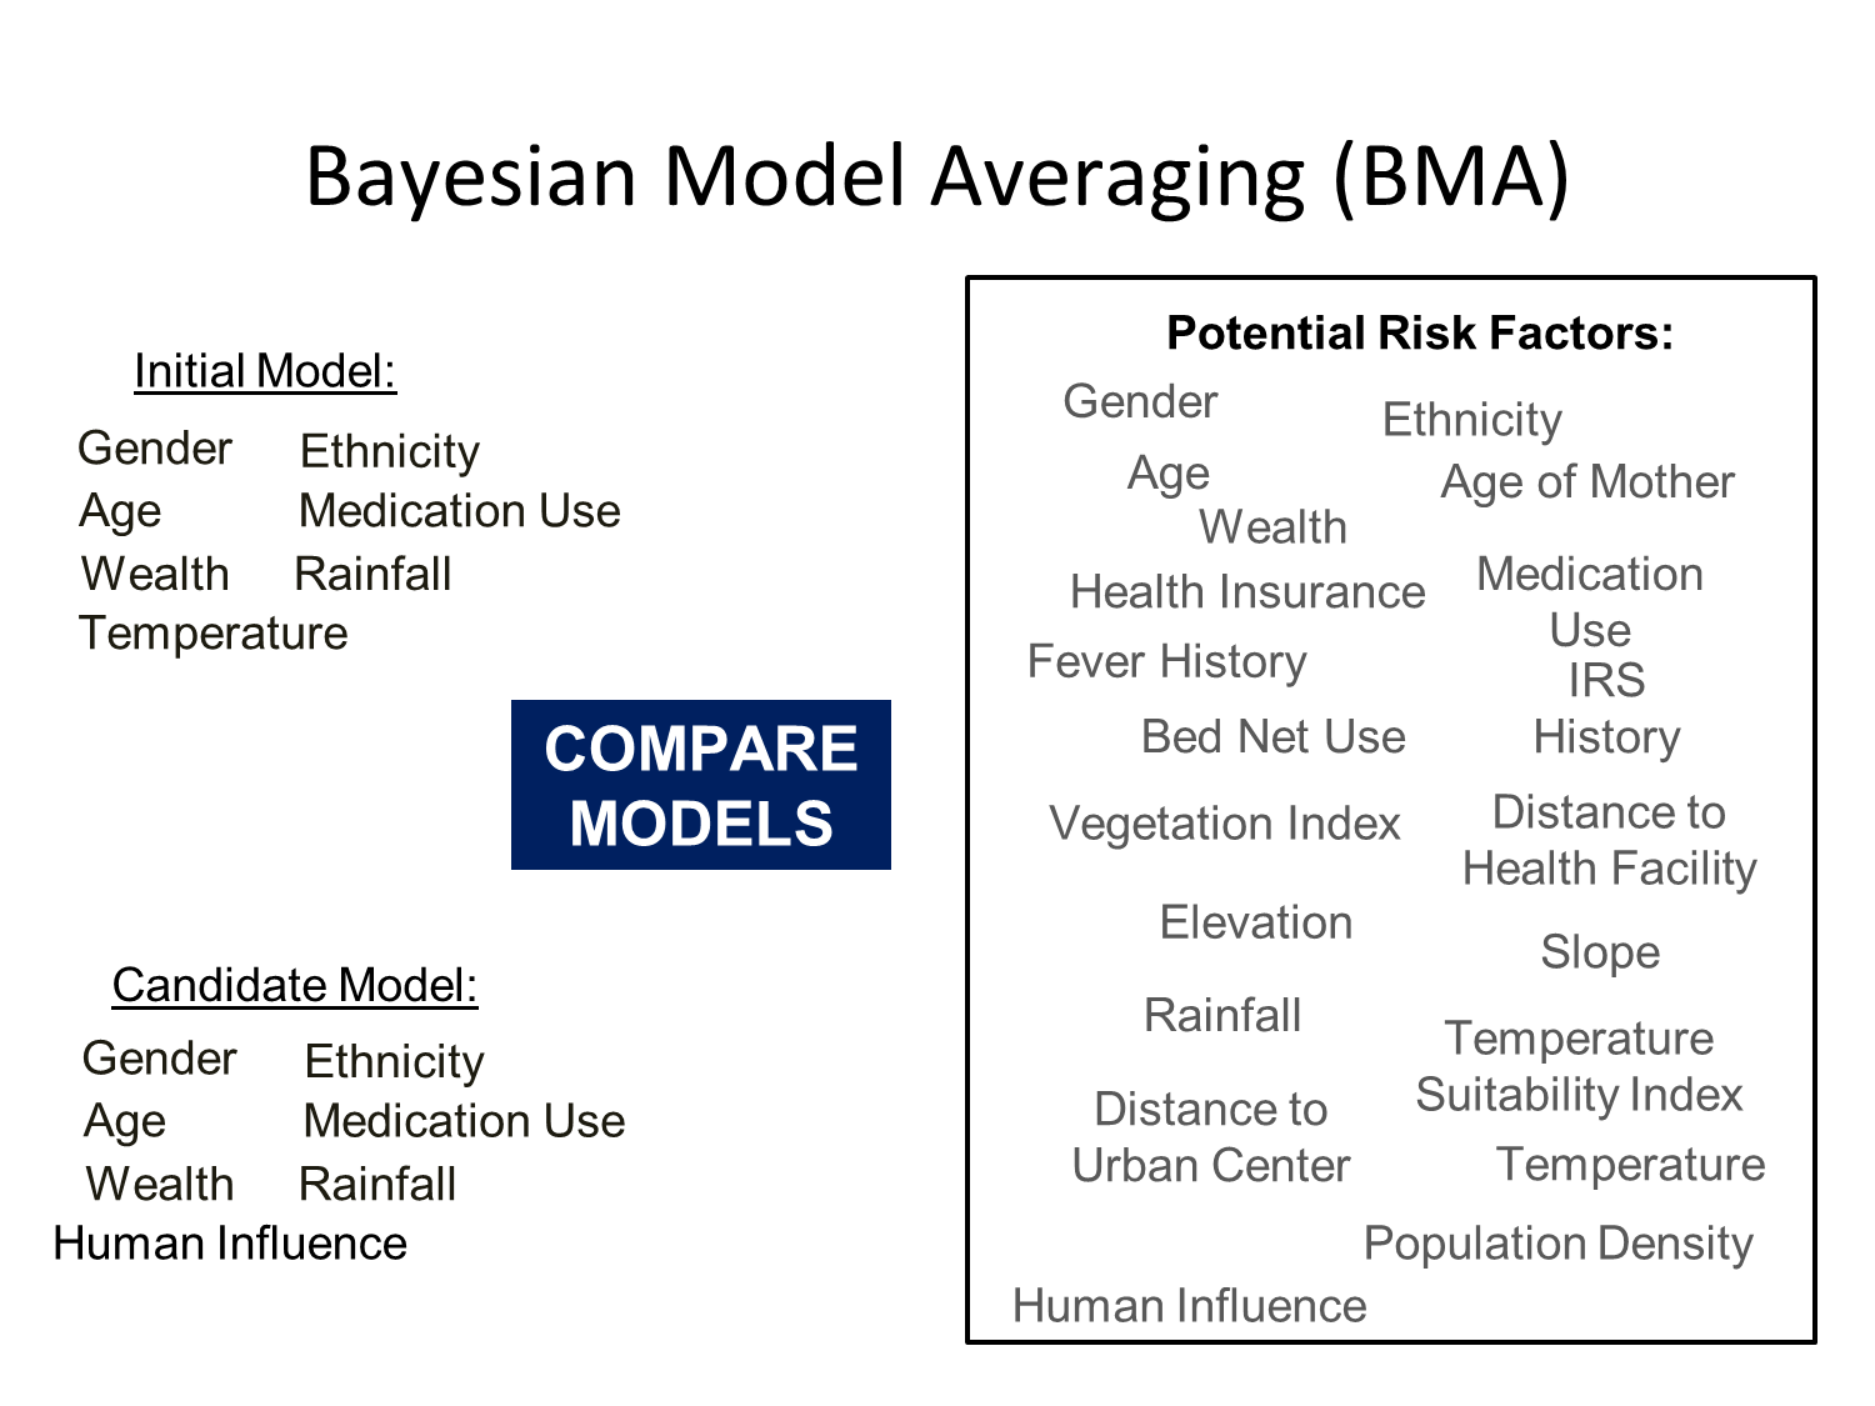 Bayesian Model Averaging (BMA)
Initial Model:
Gender Ethnicity
Age Medication Use
Wealth Rainfall
Temperature
COMPARE
MODELS
Candidate Model:
Gender Ethnicity
Age Medication Use
Wealth Rainfall
Human Influence
Potential Risk Factors:
Gender
Ethnicity
Age
Age of Mother
Wealth
Health Insurance
Medication
Use
Fever History
IRS
History
Bed Net Use
Vegetation Index
Distance to
Health Facility
Elevation
Slope
Rainfall
Temperature
Suitability Index
Distance to
Urban Center
Temperature
Population Density
Human Influence